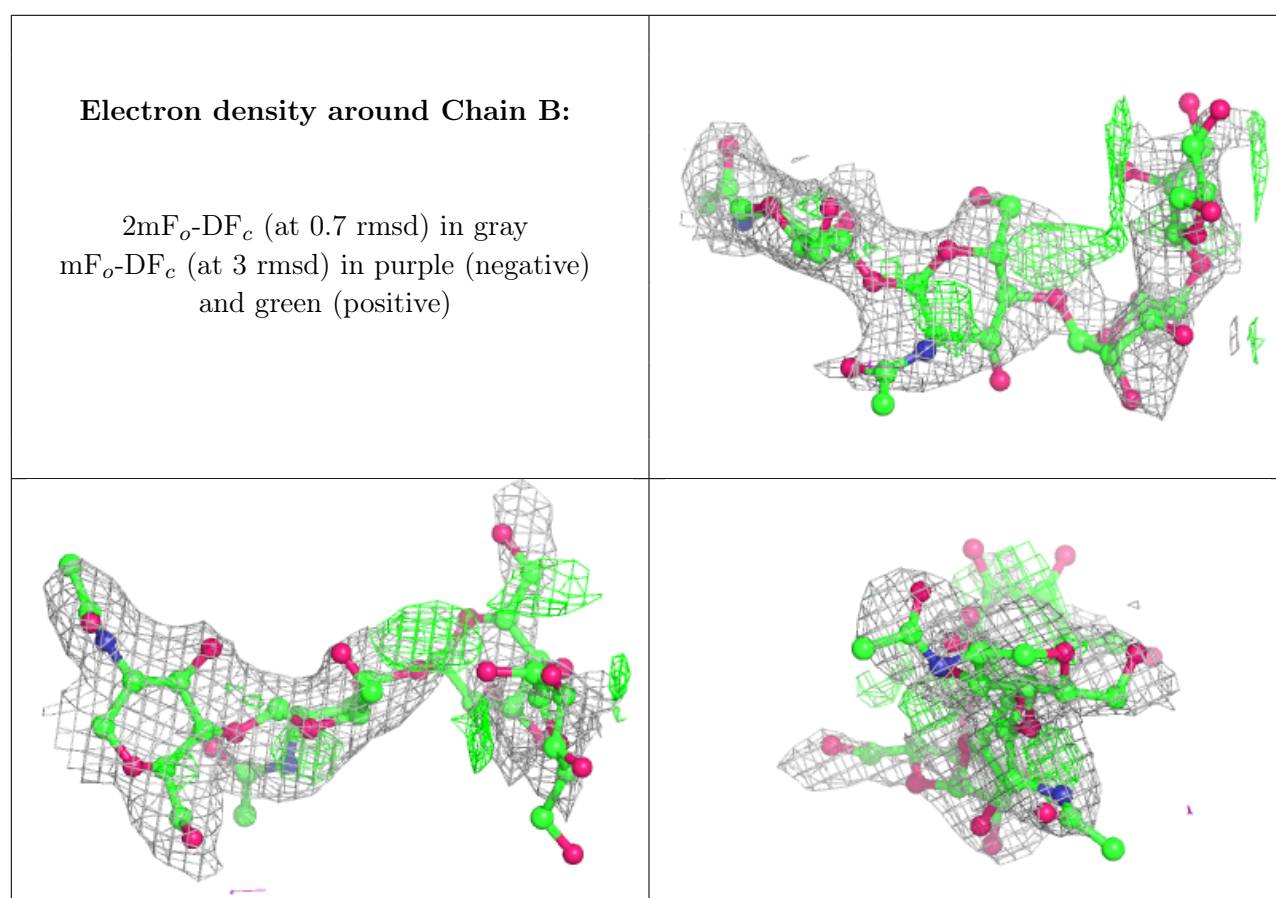 Electron density around Chain B:
2mFₒ-DF𝒸 (at 0.7 rmsd) in gray
mFₒ-DF𝒸 (at 3 rmsd) in purple (negative)
and green (positive)